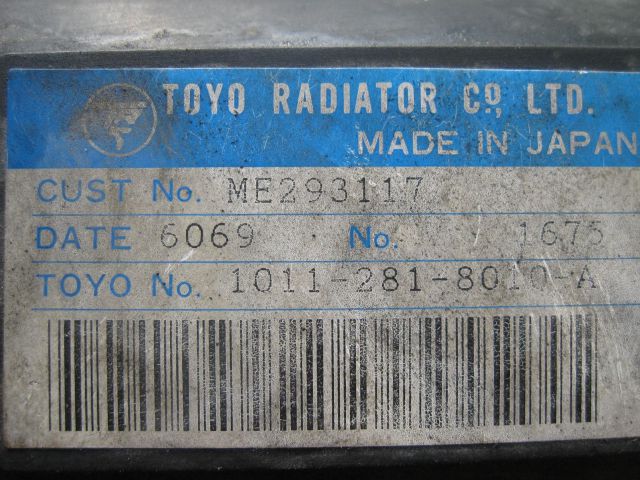 TOYO RADIATOR CO., LTD.
MADE IN JAPAN
CUST No. ME293117
DATE 6069 No. 1675
TOYO No. 1011-281-8010-A